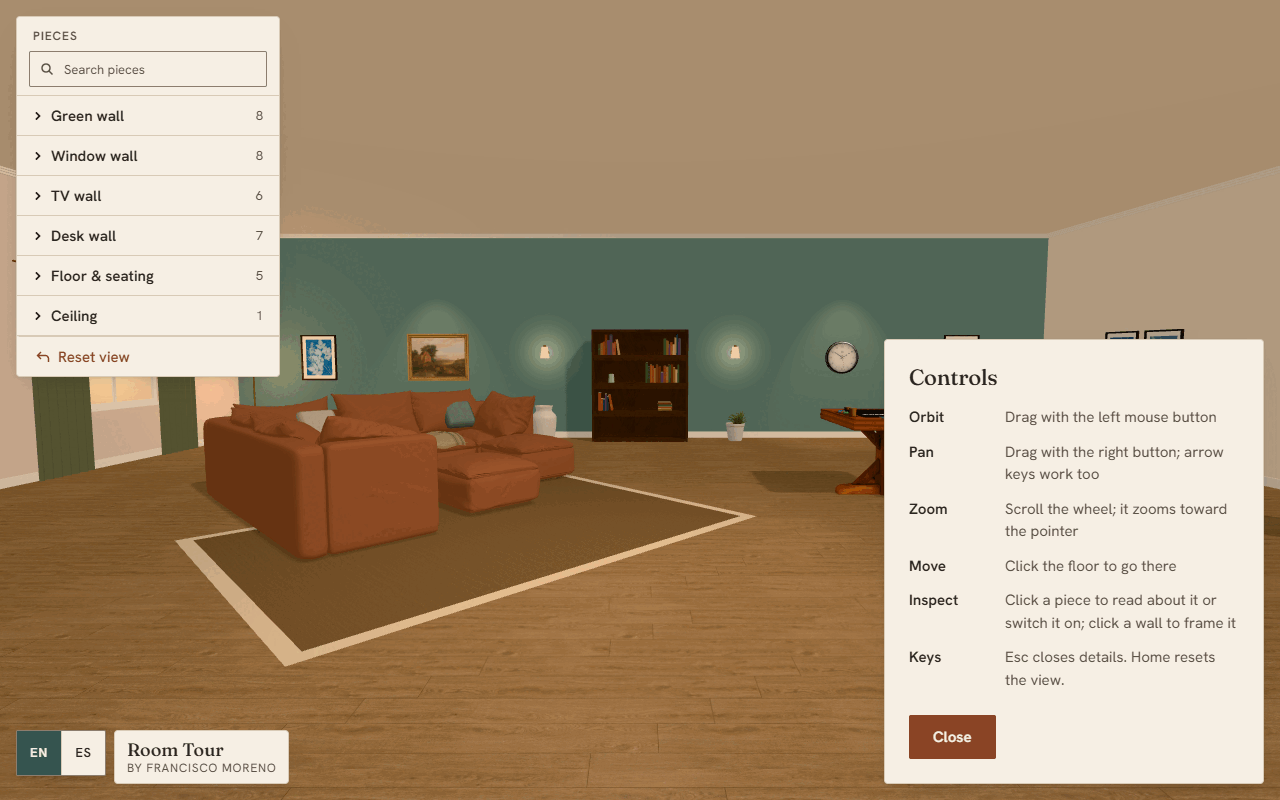 PIECES
Search pieces
Green wall 8
Window wall 8
TV wall 6
Desk wall 7
Floor & seating 5
Ceiling 1
Reset view
Controls
Orbit Drag with the left mouse button
Pan Drag with the right button; arrow
keys work too
Zoom Scroll the wheel; it zooms toward
the pointer
Move Click the floor to go there
Inspect Click a piece to read about it or
switch it on; click a wall to frame it
Keys Esc closes details. Home resets
the view.
Close
EN ES
Room Tour
BY FRANCISCO MORENO